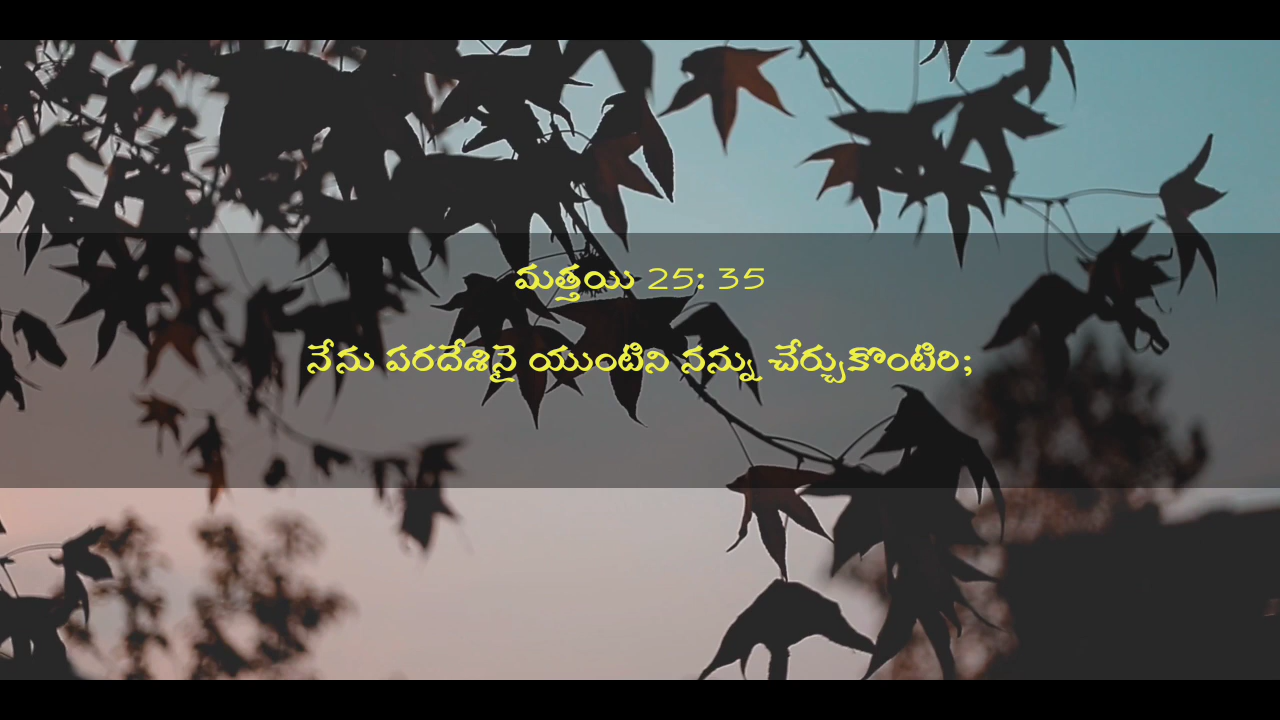 మత్తయి 25: 35
నేను పరదేశినై యుంటిని నన్ను చేర్చుకొంటిరి;